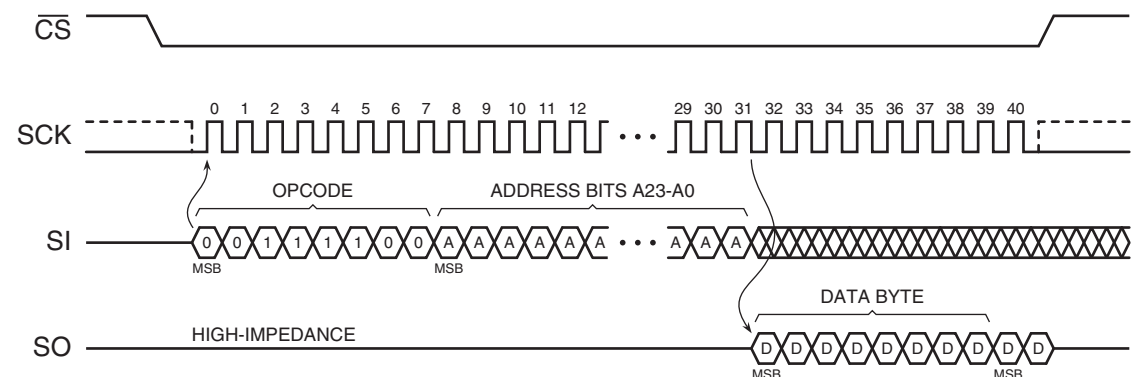 CS
0 1 2 3 4 5 6 7 8 9 10 11 12 29 30 31 32 33 34 35 36 37 38 39 40
SCK
OPCODE ADDRESS BITS A23-A0
SI 0 0 1 1 1 1 0 0 A A A A A A A A A
MSB MSB
DATA BYTE
HIGH-IMPEDANCE
SO D D D D D D D D D D
MSB MSB